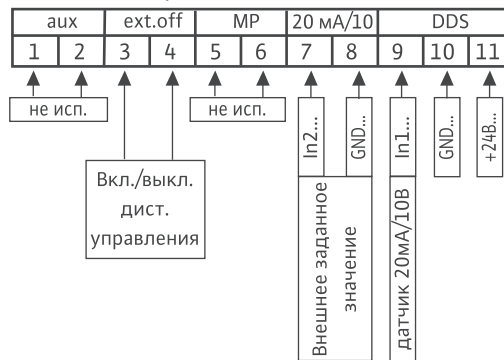 aux ext.off MP 20 мА/10 DDS
1 2 3 4 5 6 7 8 9 10 11
не исп. не исп.
In2... GND... In1... GND... +24В...
Вкл./выкл.
дист.
управления
Внешнее заданное
значение
датчик 20мА/10В